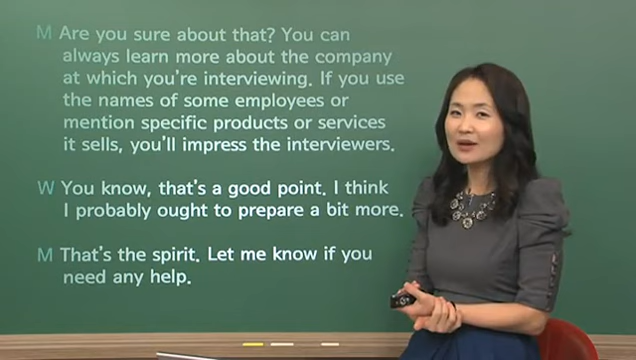 M Are you sure about that? You can
always learn more about the company
at which you're interviewing. If you use
the names of some employees or
mention specific products or services
it sells, you'll impress the interviewers.
W You know, that's a good point. I think
I probably ought to prepare a bit more.
M That's the spirit. Let me know if you
need any help.